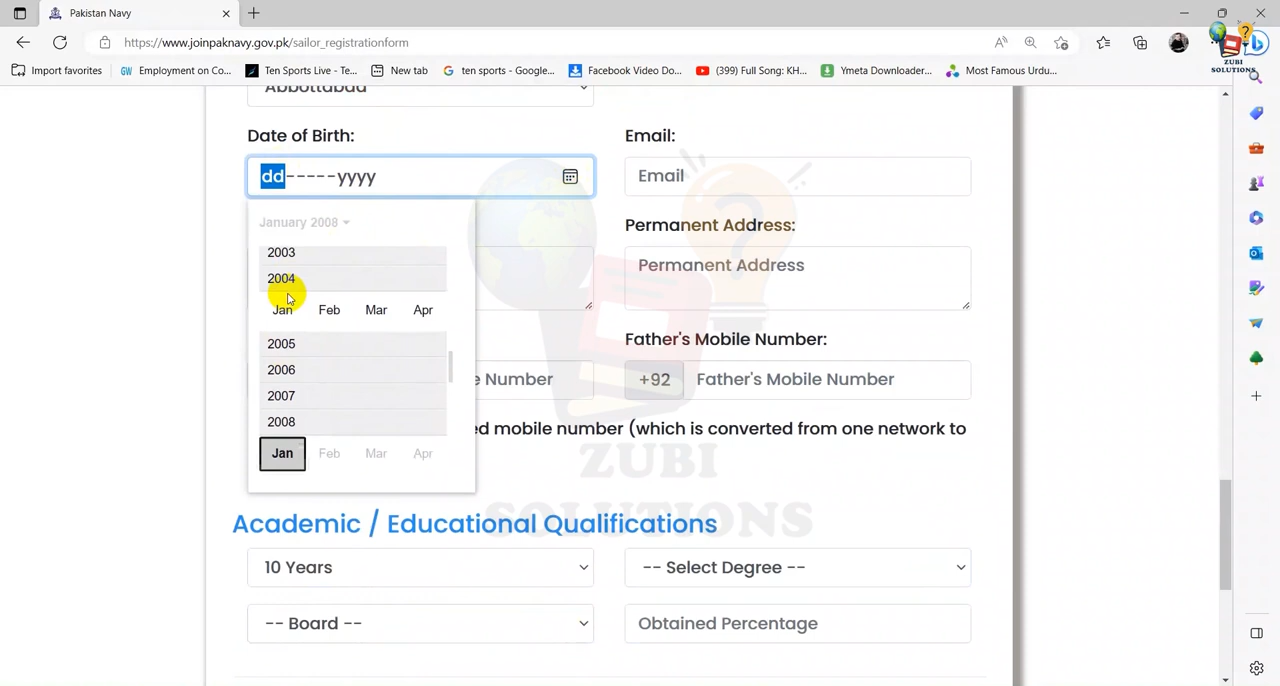 Pakistan Navy
https://www.joinpaknavy.gov.pk/sailor_registrationform
ZUBI
SOLUTIONS
Import favorites
GW Employment on Co...
Ten Sports Live - Te...
New tab
ten sports - Google...
Facebook Video Do...
(399) Full Song: KH...
Ymeta Downloader...
Most Famous Urdu...
Abbottabad
Date of Birth:
Email:
dd-----yyyy
Email
January 2008
Permanent Address:
2003
2004
Permanent Address
Jan Feb Mar Apr
2005
Father's Mobile Number:
2006
e Number
+92
Father's Mobile Number
2007
2008
ed mobile number (which is converted from one network to
Jan Feb Mar Apr
ZUBI
SOLUTIONS
Academic / Educational Qualifications
10 Years
-- Select Degree --
-- Board --
Obtained Percentage